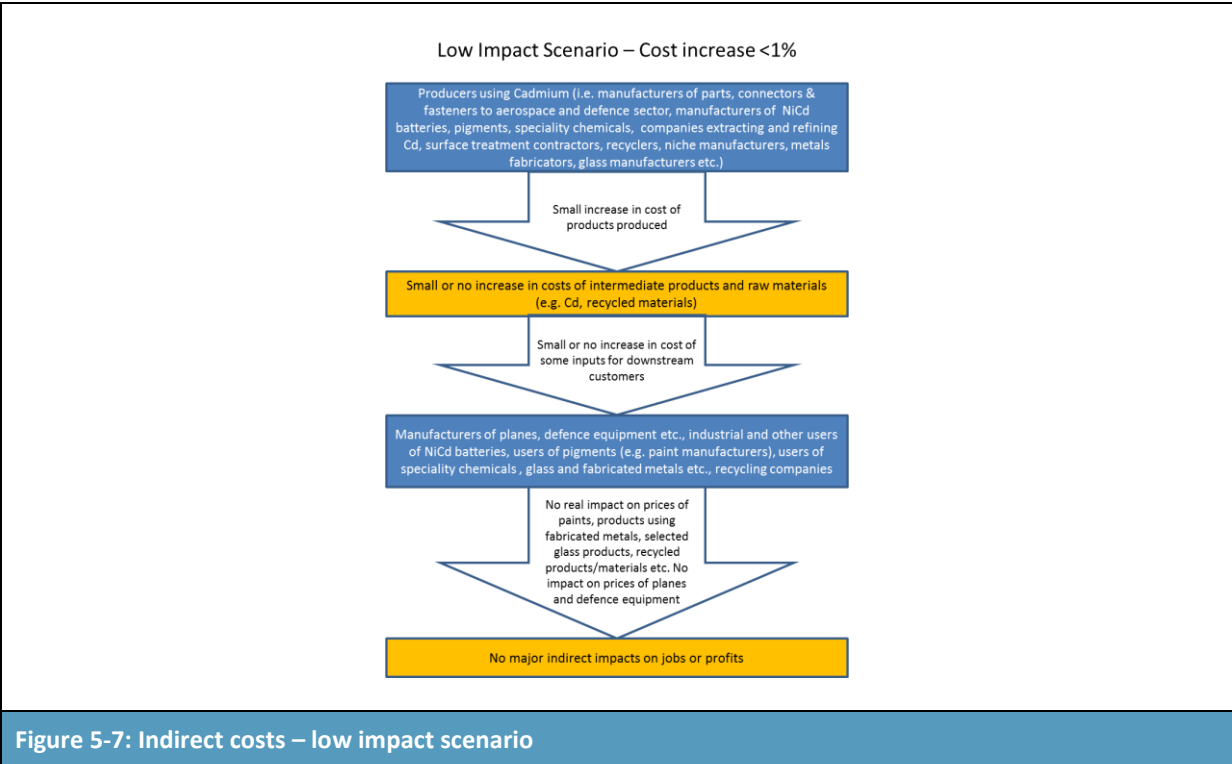 Low Impact Scenario – Cost increase <1%
Producers using Cadmium (i.e. manufacturers of parts, connectors &
fasteners to aerospace and defence sector, manufacturers of NiCd
batteries, pigments, speciality chemicals, companies extracting and refining
Cd, surface treatment contractors, recyclers, niche manufacturers, metals
fabricators, glass manufacturers etc.)
Small increase in cost of
products produced
Small or no increase in costs of intermediate products and raw materials
(e.g. Cd, recycled materials)
Small or no increase in cost of
some inputs for downstream
customers
Manufacturers of planes, defence equipment etc., industrial and other users
of NiCd batteries, users of pigments (e.g. paint manufacturers), users of
speciality chemicals , glass and fabricated metals etc., recycling companies
No real impact on prices of
paints, products using
fabricated metals, selected
glass products, recycled
products/materials etc. No
impact on prices of planes
and defence equipment
No major indirect impacts on jobs or profits
Figure 5-7: Indirect costs – low impact scenario